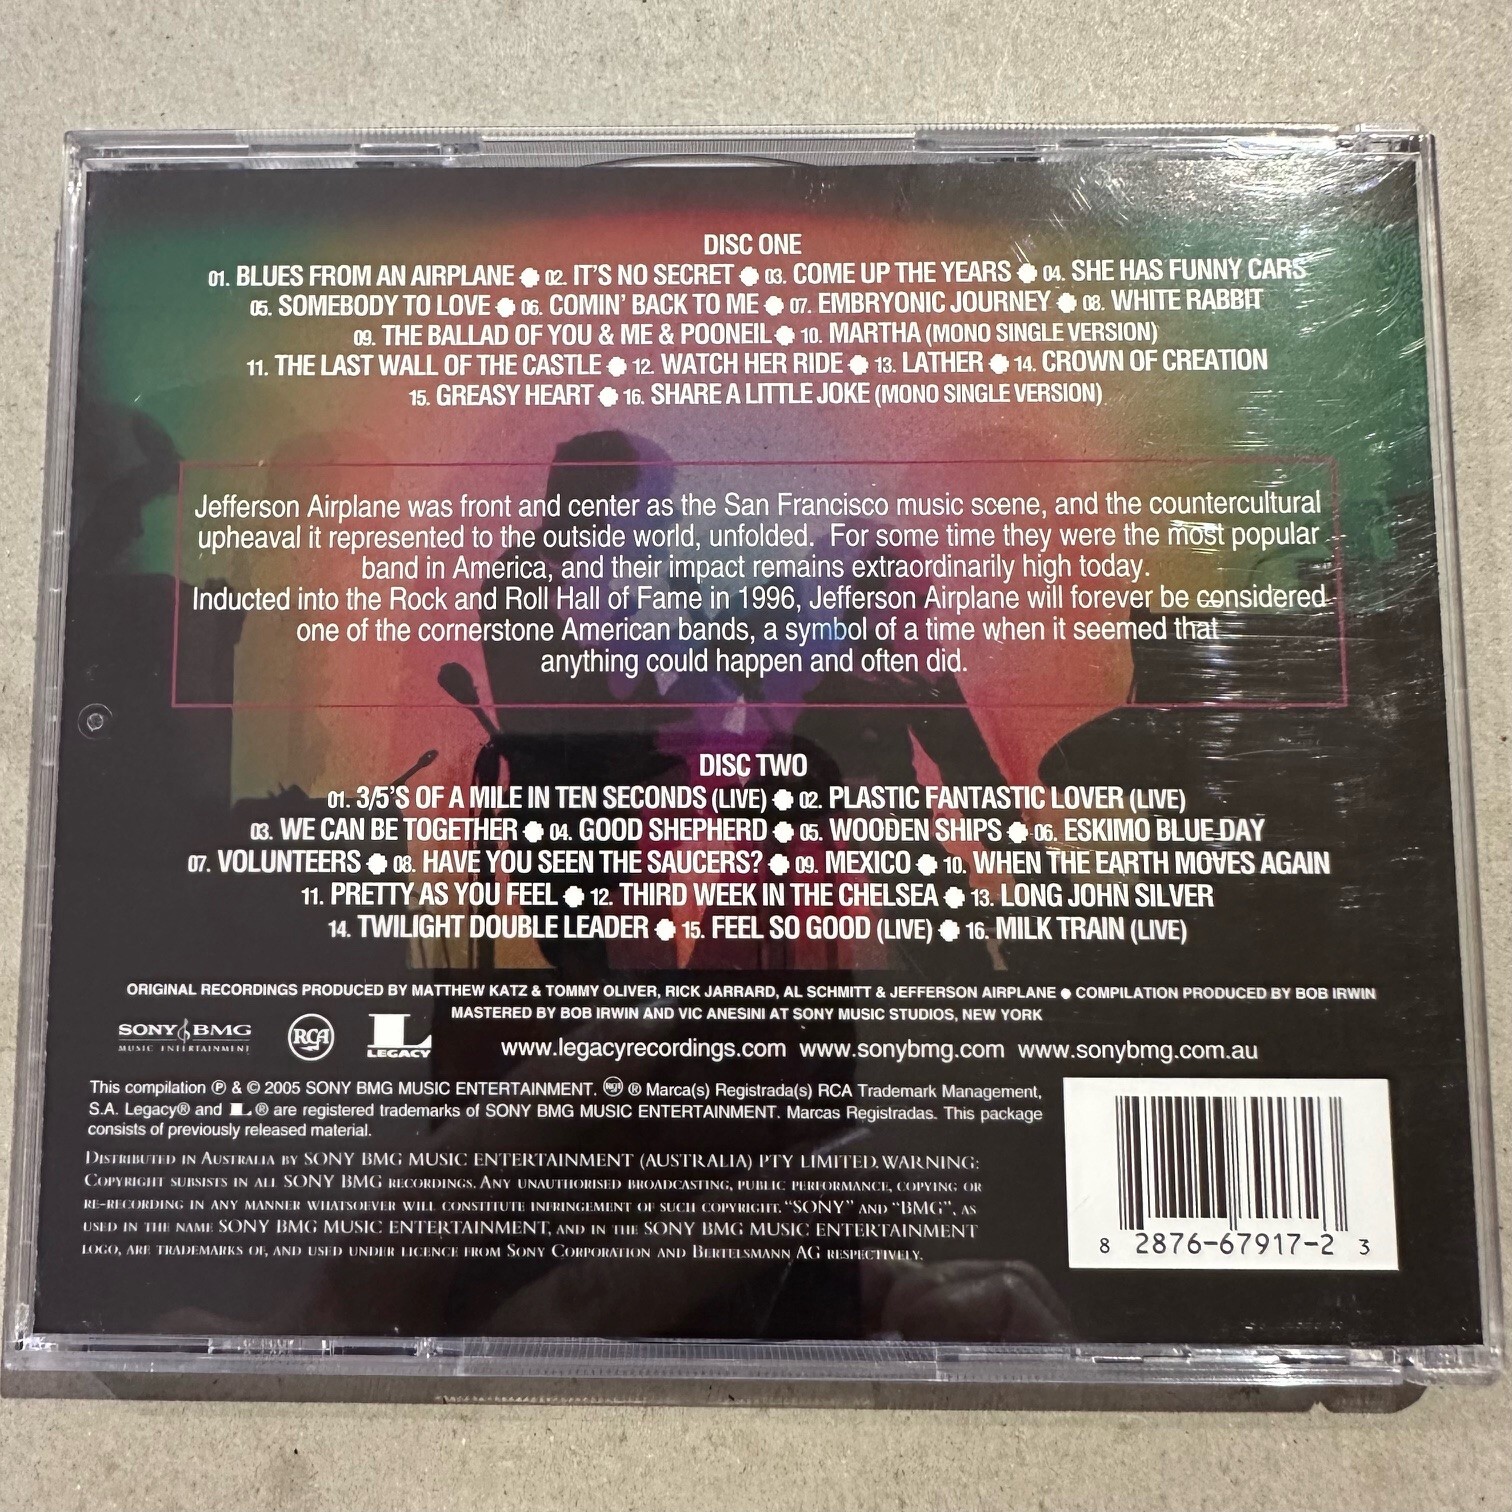 DISC ONE
01. BLUES FROM AN AIRPLANE ● 02. IT'S NO SECRET ● 03. COME UP THE YEARS ● 04. SHE HAS FUNNY CARS
05. SOMEBODY TO LOVE ● 06. COMIN' BACK TO ME ● 07. EMBRYONIC JOURNEY ● 08. WHITE RABBIT
09. THE BALLAD OF YOU & ME & POONEIL ● 10. MARTHA (MONO SINGLE VERSION)
11. THE LAST WALL OF THE CASTLE ● 12. WATCH HER RIDE ● 13. LATHER ● 14. CROWN OF CREATION
15. GREASY HEART ● 16. SHARE A LITTLE JOKE (MONO SINGLE VERSION)
Jefferson Airplane was front and center as the San Francisco music scene, and the countercultural
upheaval it represented to the outside world, unfolded. For some time they were the most popular
band in America, and their impact remains extraordinarily high today.
Inducted into the Rock and Roll Hall of Fame in 1996, Jefferson Airplane will forever be considered
one of the cornerstone American bands, a symbol of a time when it seemed that
anything could happen and often did.
DISC TWO
01. 3/5'S OF A MILE IN TEN SECONDS (LIVE) ● 02. PLASTIC FANTASTIC LOVER (LIVE)
03. WE CAN BE TOGETHER ● 04. GOOD SHEPHERD ● 05. WOODEN SHIPS ● 06. ESKIMO BLUE DAY
07. VOLUNTEERS ● 08. HAVE YOU SEEN THE SAUCERS? ● 09. MEXICO ● 10. WHEN THE EARTH MOVES AGAIN
11. PRETTY AS YOU FEEL ● 12. THIRD WEEK IN THE CHELSEA ● 13. LONG JOHN SILVER
14. TWILIGHT DOUBLE LEADER ● 15. FEEL SO GOOD (LIVE) ● 16. MILK TRAIN (LIVE)
ORIGINAL RECORDINGS PRODUCED BY MATTHEW KATZ & TOMMY OLIVER, RICK JARRARD, AL SCHMITT & JEFFERSON AIRPLANE ● COMPILATION PRODUCED BY BOB IRWIN
MASTERED BY BOB IRWIN AND VIC ANESINI AT SONY MUSIC STUDIOS, NEW YORK
SONY BMG
MUSIC ENTERTAINMENT
RCA
L
LEGACY
www.legacyrecordings.com www.sonybmg.com www.sonybmg.com.au
This compilation ℗ & © 2005 SONY BMG MUSIC ENTERTAINMENT. RCA ® Marca(s) Registrada(s) RCA Trademark Management,
S.A. Legacy® and L ® are registered trademarks of SONY BMG MUSIC ENTERTAINMENT. Marcas Registradas. This package
consists of previously released material.
DISTRIBUTED IN AUSTRALIA BY SONY BMG MUSIC ENTERTAINMENT (AUSTRALIA) PTY LIMITED. WARNING:
COPYRIGHT SUBSISTS IN ALL SONY BMG RECORDINGS. ANY UNAUTHORISED BROADCASTING, PUBLIC PERFORMANCE, COPYING OR
RE-RECORDING IN ANY MANNER WHATSOEVER WILL CONSTITUTE INFRINGEMENT OF SUCH COPYRIGHT. "SONY" AND "BMG", AS
USED IN THE NAME SONY BMG MUSIC ENTERTAINMENT, AND IN THE SONY BMG MUSIC ENTERTAINMENT
LOGO, ARE TRADEMARKS OF, AND USED UNDER LICENCE FROM SONY CORPORATION AND BERTELSMANN AG RESPECTIVELY.
8 2876-67917-2 3